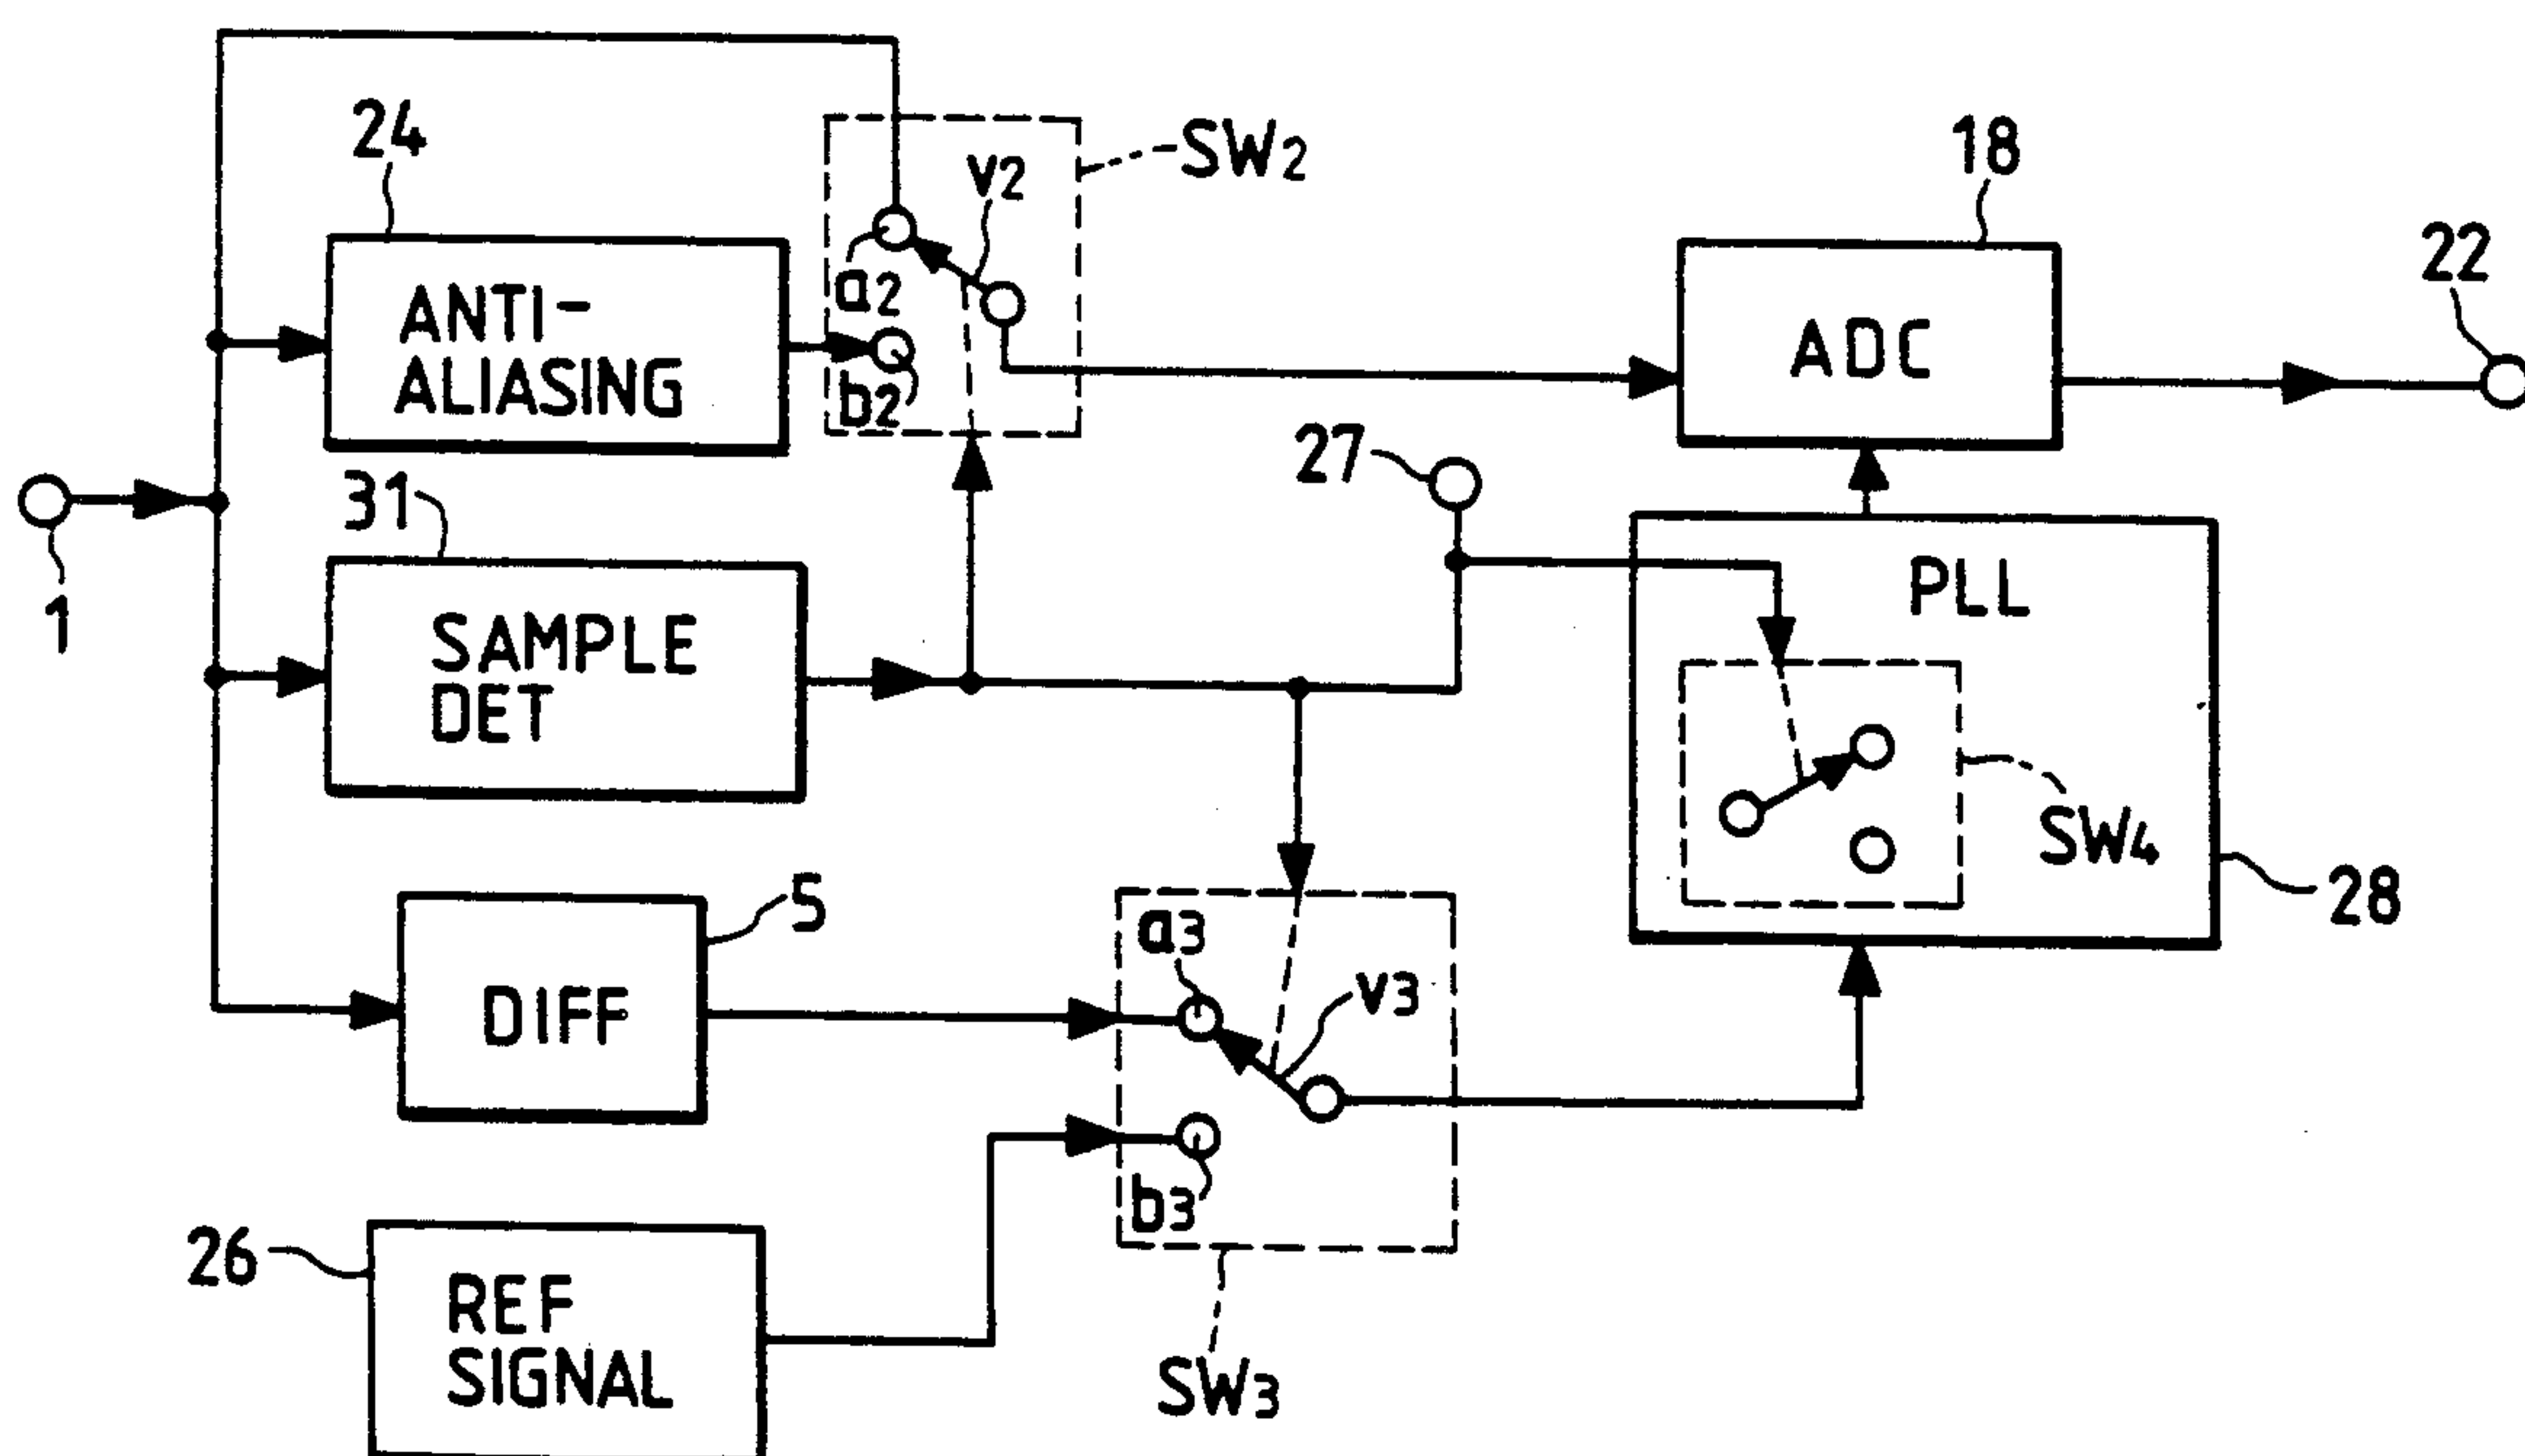 24
SW2
v2
18
22
a2
ANTI-
ALIASING
ADC
b2
27
31
1
SAMPLE
DET
PLL
SW4
5
28
a3
v3
DIFF
b3
26
REF
SIGNAL
SW3